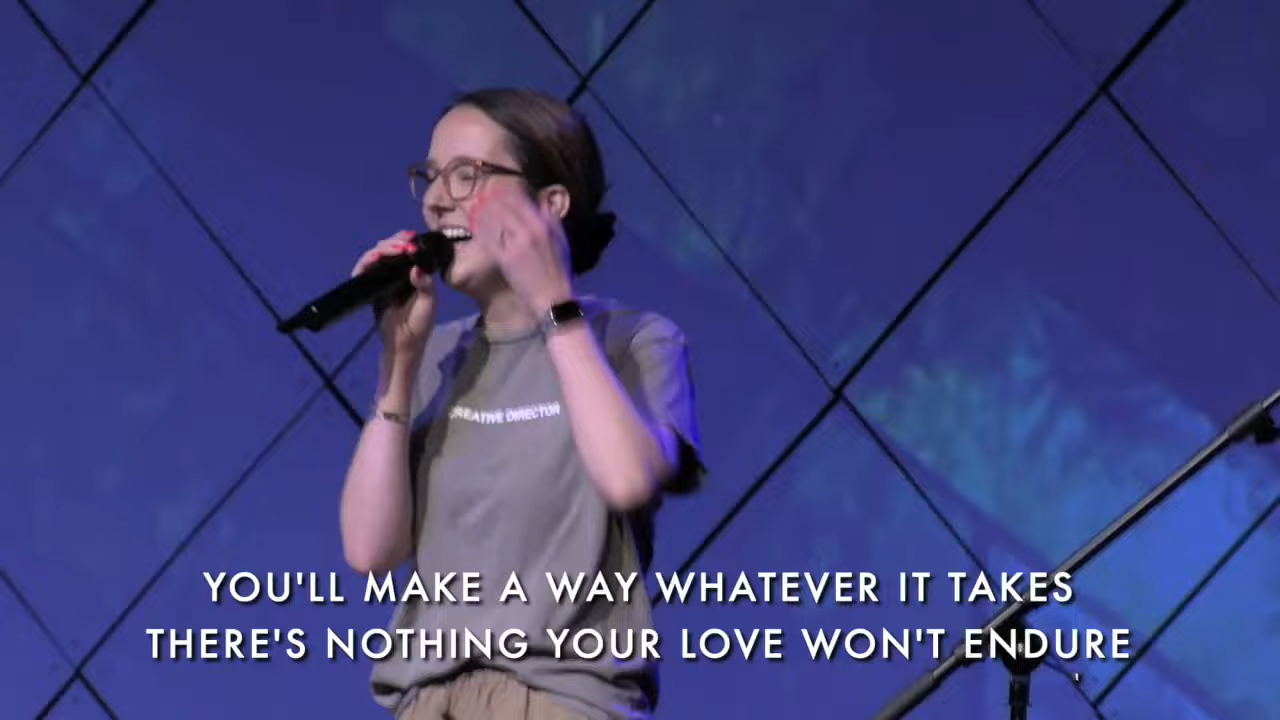 CREATIVE DIRECTOR
YOU'LL MAKE A WAY WHATEVER IT TAKES
THERE'S NOTHING YOUR LOVE WON'T ENDURE